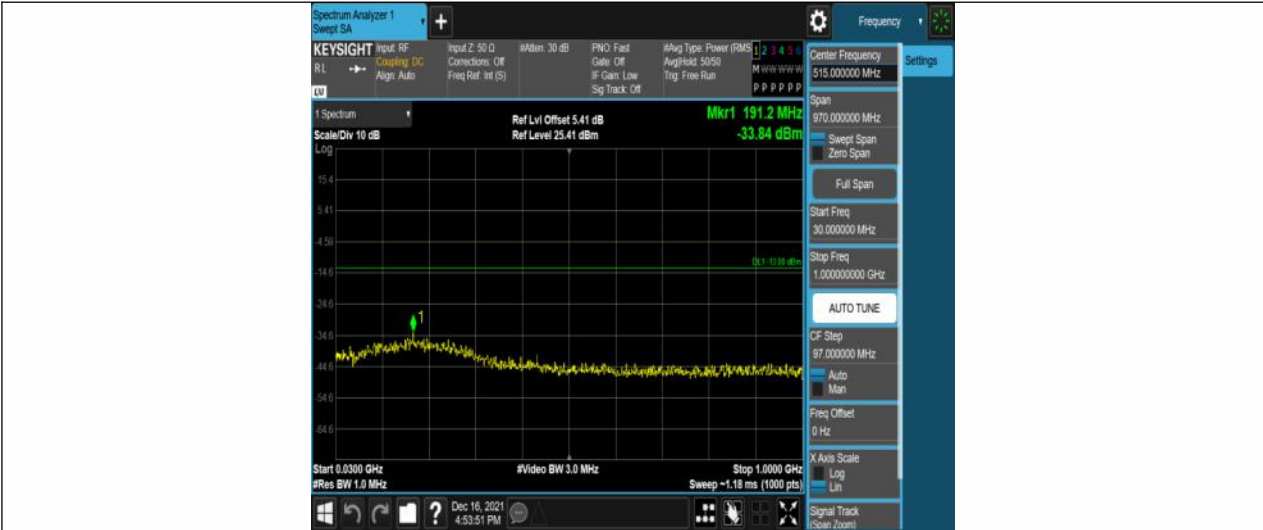 Spectrum Analyzer 1
Swept SA
+
Frequency
KEYSIGHT Input: RF
RL
Coupling: DC
Align: Auto
LW
Input Z: 50 Ω
Corrections: Off
Freq Ref: Int (S)
#Atten: 30 dB
PNO: Fast
Gate: Off
IF Gain: Low
Sig Track: Off
#Avg Type: Power (RMS
Avg|Hold: 50/50
Trig: Free Run
1 2 3 4 5 6
M W W W W W
P P P P P P
1 Spectrum
Scale/Div 10 dB
Log
Ref Lvl Offset 5.41 dB
Ref Level 25.41 dBm
Mkr1 191.2 MHz
-33.84 dBm
15.4
5.41
-4.59
DL1 -13.00 dBm
-14.6
-24.6
1
-34.6
-44.6
-54.6
-64.6
Start 0.0300 GHz
#Res BW 1.0 MHz
#Video BW 3.0 MHz
Stop 1.0000 GHz
Sweep ~1.18 ms (1000 pts)
?
Dec 16, 2021
4:53:51 PM
Center Frequency
515.000000 MHz
Settings
Span
970.000000 MHz
Swept Span
Zero Span
Full Span
Start Freq
30.000000 MHz
Stop Freq
1.000000000 GHz
AUTO TUNE
CF Step
97.000000 MHz
Auto
Man
Freq Offset
0 Hz
X Axis Scale
Log
Lin
Signal Track
(Span Zoom)